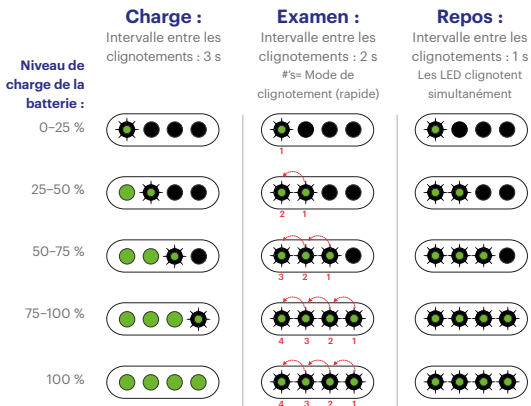 Charge :
Intervalle entre les
clignotements : 3 s
Examen :
Intervalle entre les
clignotements : 2 s
#'s= Mode de
clignotement (rapide)
Repos :
Intervalle entre les
clignotements : 1 s
Les LED clignotent
simultanément
Niveau de
charge de la
batterie :
0–25 %
1
25–50 %
2 1
50–75 %
3 2 1
75–100 %
4 3 2 1
100 %
4 3 2 1